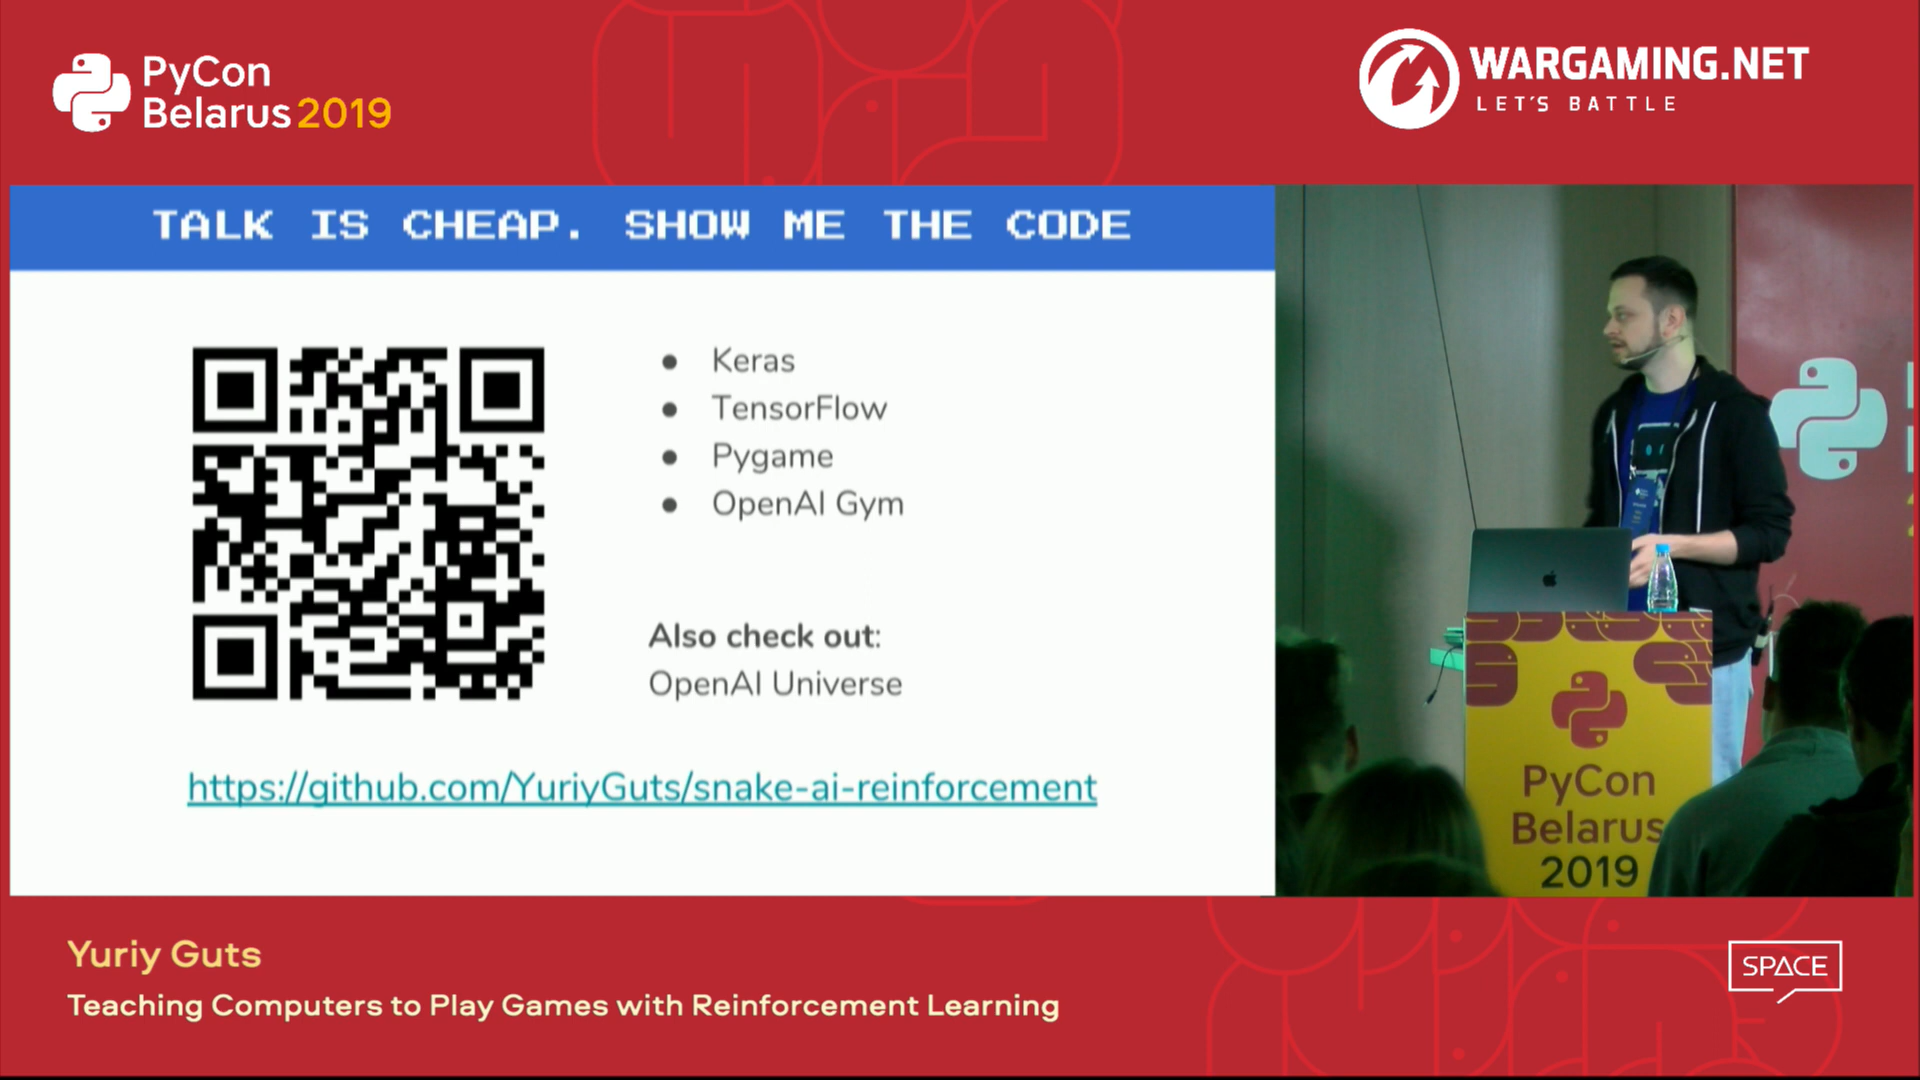 PyCon
Belarus 2019
WARGAMING.NET
LET'S BATTLE
TALK IS CHEAP. SHOW ME THE CODE
● Keras
● TensorFlow
● Pygame
● OpenAI Gym
Also check out:
OpenAI Universe
https://github.com/YuriyGuts/snake-ai-reinforcement
PyCon
Belarus
2019
Yuriy Guts
Teaching Computers to Play Games with Reinforcement Learning
SPACE